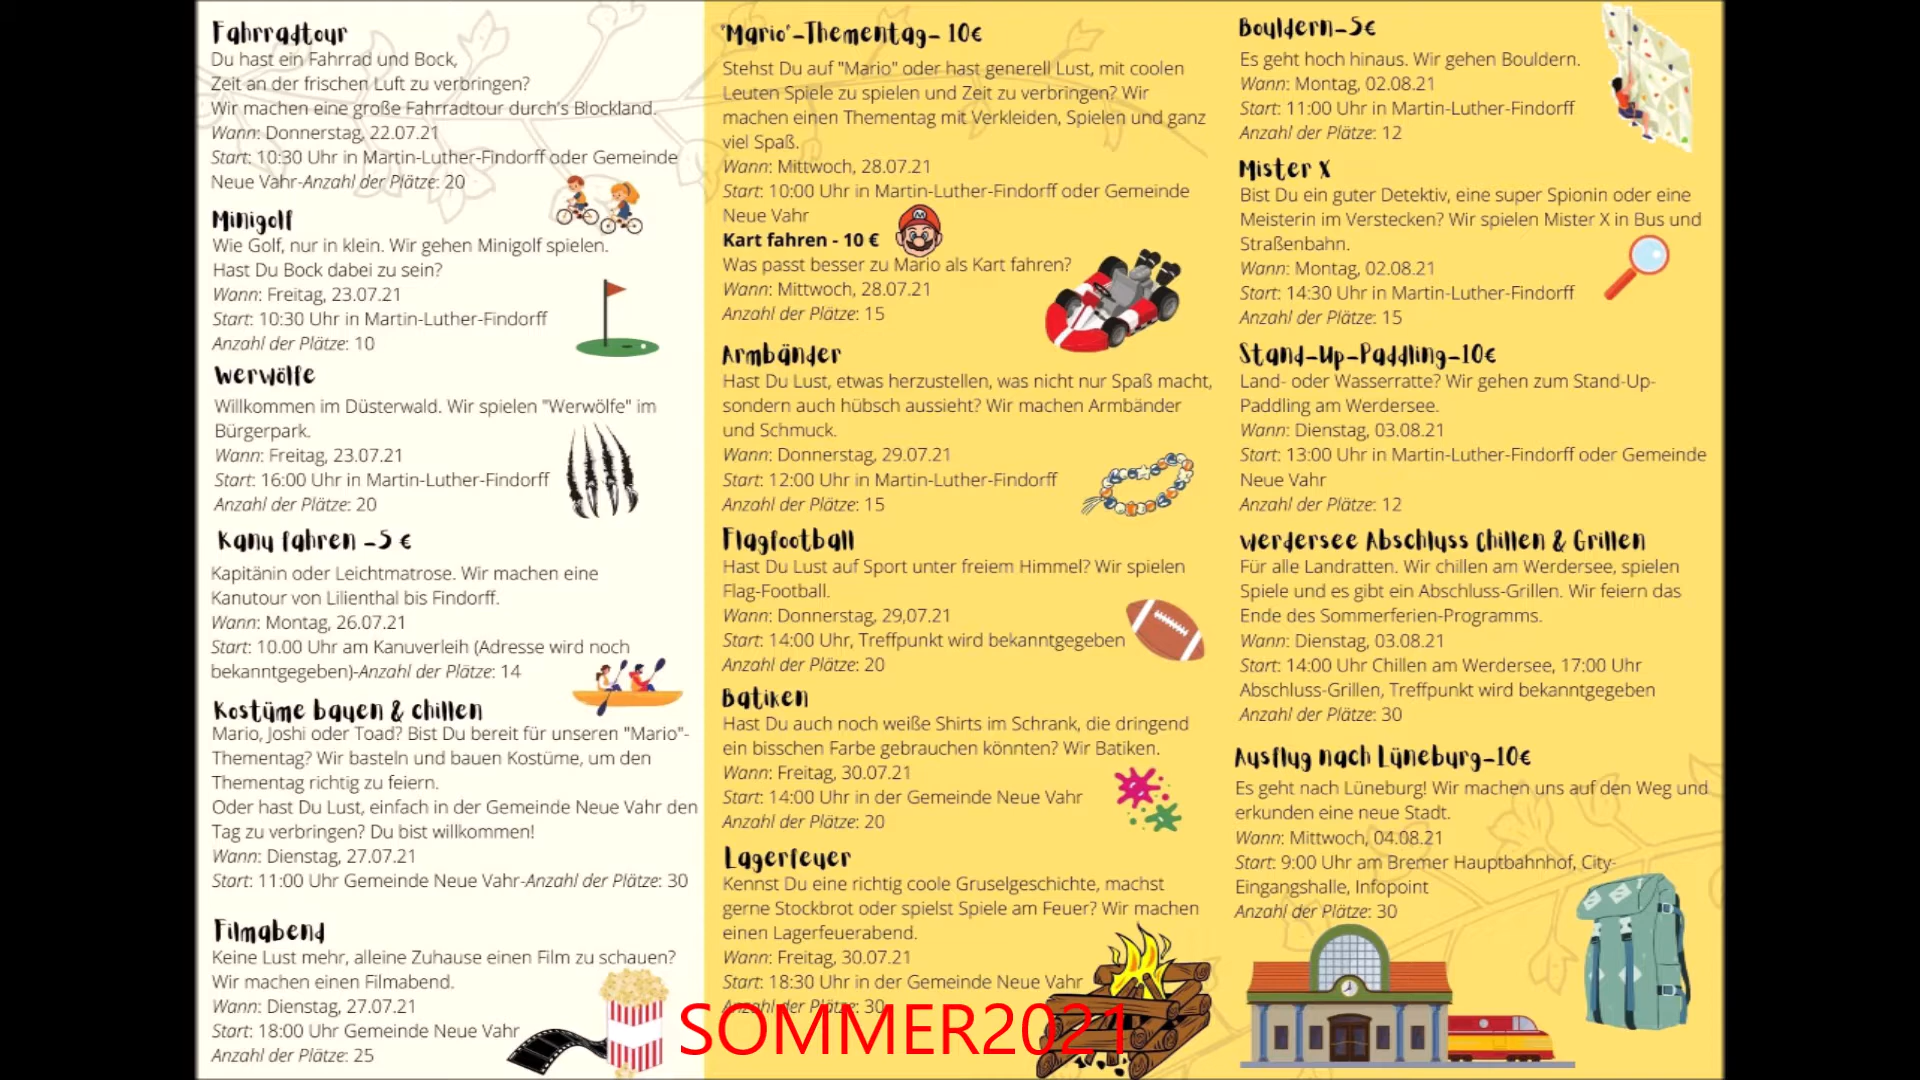 Fahrradtour
Du hast ein Fahrrad und Bock,
Zeit an der frischen Luft zu verbringen?
Wir machen eine große Fahrradtour durch's Blockland.
Wann: Donnerstag, 22.07.21
Start: 10:30 Uhr in Martin-Luther-Findorff oder Gemeinde
Neue Vahr-Anzahl der Plätze: 20
Minigolf
Wie Golf, nur in klein. Wir gehen Minigolf spielen.
Hast Du Bock dabei zu sein?
Wann: Freitag, 23.07.21
Start: 10:30 Uhr in Martin-Luther-Findorff
Anzahl der Plätze: 10
Werwölfe
Willkommen im Düsterwald. Wir spielen "Werwölfe" im
Bürgerpark.
Wann: Freitag, 23.07.21
Start: 16:00 Uhr in Martin-Luther-Findorff
Anzahl der Plätze: 20
Kanu fahren -5 €
Kapitänin oder Leichtmatrose. Wir machen eine
Kanutour von Lilienthal bis Findorff.
Wann: Montag, 26.07.21
Start: 10.00 Uhr am Kanuverleih (Adresse wird noch
bekanntgegeben)-Anzahl der Plätze: 14
Kostüme bauen & chillen
Mario, Joshi oder Toad? Bist Du bereit für unseren "Mario"-
Thementag? Wir basteln und bauen Kostüme, um den
Thementag richtig zu feiern.
Oder hast Du Lust, einfach in der Gemeinde Neue Vahr den
Tag zu verbringen? Du bist willkommen!
Wann: Dienstag, 27.07.21
Start: 11:00 Uhr Gemeinde Neue Vahr-Anzahl der Plätze: 30
Filmabend
Keine Lust mehr, alleine Zuhause einen Film zu schauen?
Wir machen einen Filmabend.
Wann: Dienstag, 27.07.21
Start: 18:00 Uhr Gemeinde Neue Vahr
Anzahl der Plätze: 25
"Mario"-Thementag- 10€
Stehst Du auf "Mario" oder hast generell Lust, mit coolen
Leuten Spiele zu spielen und Zeit zu verbringen? Wir
machen einen Thementag mit Verkleiden, Spielen und ganz
viel Spaß.
Wann: Mittwoch, 28.07.21
Start: 10:00 Uhr in Martin-Luther-Findorff oder Gemeinde
Neue Vahr
Kart fahren - 10 €
Was passt besser zu Mario als Kart fahren?
Wann: Mittwoch, 28.07.21
Anzahl der Plätze: 15
Armbänder
Hast Du Lust, etwas herzustellen, was nicht nur Spaß macht,
sondern auch hübsch aussieht? Wir machen Armbänder
und Schmuck.
Wann: Donnerstag, 29.07.21
Start: 12:00 Uhr in Martin-Luther-Findorff
Anzahl der Plätze: 15
Flagfootball
Hast Du Lust auf Sport unter freiem Himmel? Wir spielen
Flag-Football.
Wann: Donnerstag, 29,07.21
Start: 14:00 Uhr, Treffpunkt wird bekanntgegeben
Anzahl der Plätze: 20
Batiken
Hast Du auch noch weiße Shirts im Schrank, die dringend
ein bisschen Farbe gebrauchen könnten? Wir Batiken.
Wann: Freitag, 30.07.21
Start: 14:00 Uhr in der Gemeinde Neue Vahr
Anzahl der Plätze: 20
Lagerfeuer
Kennst Du eine richtig coole Gruselgeschichte, machst
gerne Stockbrot oder spielst Spiele am Feuer? Wir machen
einen Lagerfeuerabend.
Wann: Freitag, 30.07.21
Start: 18:30 Uhr in der Gemeinde Neue Vahr
Anzahl der Plätze: 30
SOMMER2021
Bouldern-5€
Es geht hoch hinaus. Wir gehen Bouldern.
Wann: Montag, 02.08.21
Start: 11:00 Uhr in Martin-Luther-Findorff
Anzahl der Plätze: 12
Mister X
Bist Du ein guter Detektiv, eine super Spionin oder eine
Meisterin im Verstecken? Wir spielen Mister X in Bus und
Straßenbahn.
Wann: Montag, 02.08.21
Start: 14:30 Uhr in Martin-Luther-Findorff
Anzahl der Plätze: 15
Stand-Up-Paddling-10€
Land- oder Wasserratte? Wir gehen zum Stand-Up-
Paddling am Werdersee.
Wann: Dienstag, 03.08.21
Start: 13:00 Uhr in Martin-Luther-Findorff oder Gemeinde
Neue Vahr
Anzahl der Plätze: 12
Werdersee Abschluss Chillen & Grillen
Für alle Landratten. Wir chillen am Werdersee, spielen
Spiele und es gibt ein Abschluss-Grillen. Wir feiern das
Ende des Sommerferien-Programms.
Wann: Dienstag, 03.08.21
Start: 14:00 Uhr Chillen am Werdersee, 17:00 Uhr
Abschluss-Grillen, Treffpunkt wird bekanntgegeben
Anzahl der Plätze: 30
Ausflug nach Lüneburg-10€
Es geht nach Lüneburg! Wir machen uns auf den Weg und
erkunden eine neue Stadt.
Wann: Mittwoch, 04.08.21
Start: 9:00 Uhr am Bremer Hauptbahnhof, City-
Eingangshalle, Infopoint
Anzahl der Plätze: 30